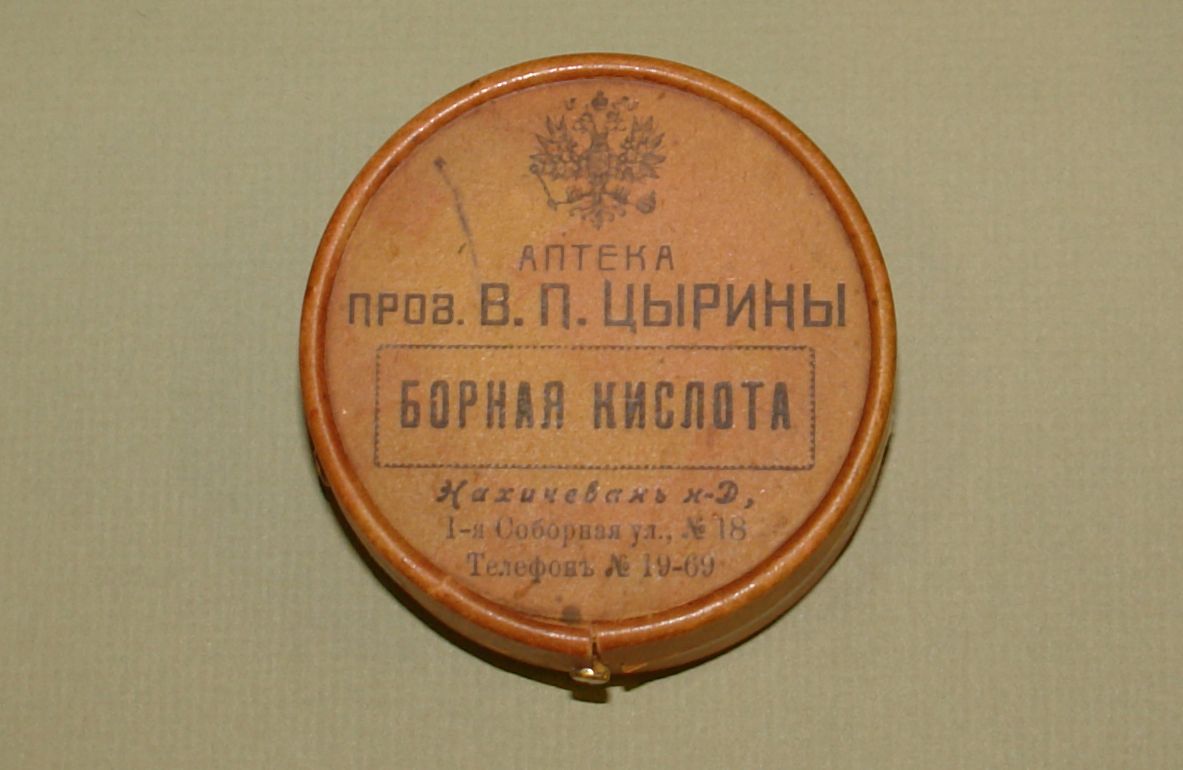 АПТЕКА
ПРОВ. В. П. ЦЫРИНЫ
БОРНАЯ КИСЛОТА
Нахичевань н-Д,
1-я Соборная ул., № 18
Телефонъ № 19-69